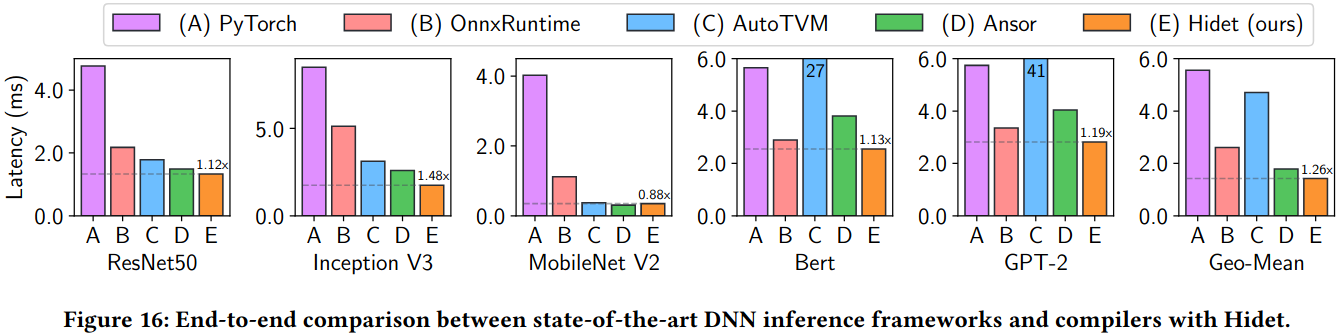 (A) PyTorch (B) OnnxRuntime (C) AutoTVM (D) Ansor (E) Hidet (ours)
Latency (ms)
4.0
2.0
0.0
1.12x
A B C D E
ResNet50
5.0
0.0
1.48x
A B C D E
Inception V3
4.0
2.0
0.0
0.88x
A B C D E
MobileNet V2
6.0
4.0
2.0
0.0
27
1.13x
A B C D E
Bert
6.0
4.0
2.0
0.0
41
1.19x
A B C D E
GPT-2
6.0
4.0
2.0
0.0
1.26x
A B C D E
Geo-Mean
Figure 16: End-to-end comparison between state-of-the-art DNN inference frameworks and compilers with Hidet.